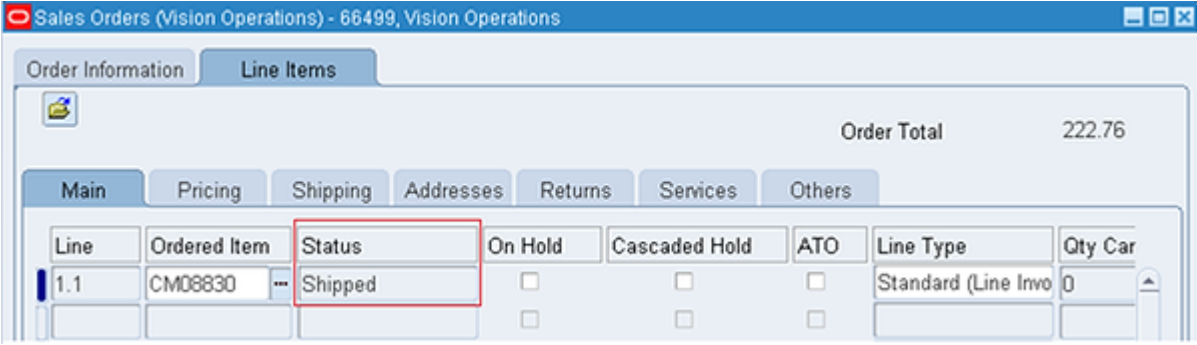 Sales Orders (Vision Operations) - 66499, Vision Operations
Order Information Line Items
Order Total 222.76
Main Pricing Shipping Addresses Returns Services Others
Line Ordered Item Status On Hold Cascaded Hold ATO Line Type Qty Can
1.1 CM08830 ... Shipped Standard (Line Invo 0